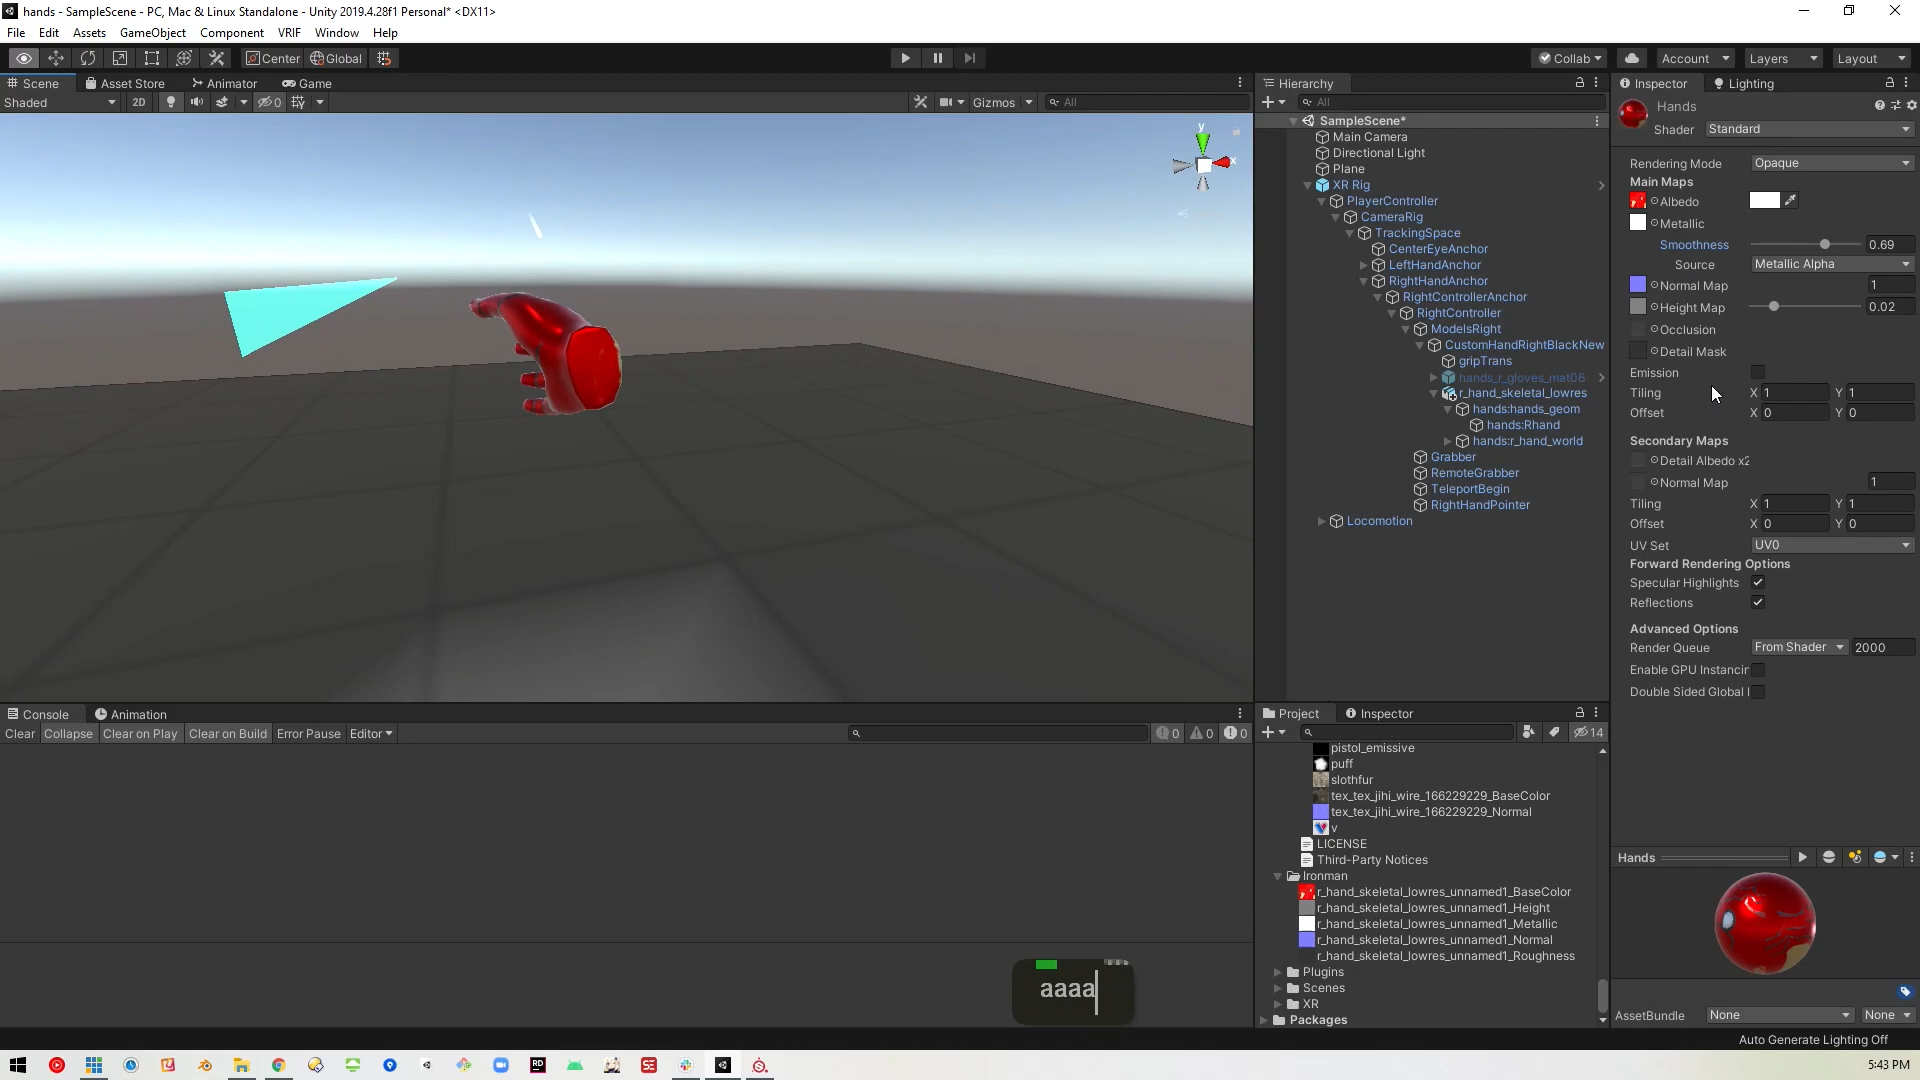 hands - SampleScene - PC, Mac & Linux Standalone - Unity 2019.4.28f1 Personal* <DX11>
File Edit Assets GameObject Component VRIF Window Help
Center Global Collab Account Layers Layout
Scene Asset Store Animator Game
Shaded 2D 0 Gizmos All
y
x
Hierarchy
All
SampleScene*
Main Camera
Directional Light
Plane
XR Rig
PlayerController
CameraRig
TrackingSpace
CenterEyeAnchor
LeftHandAnchor
RightHandAnchor
RightControllerAnchor
RightController
ModelsRight
CustomHandRightBlackNew
gripTrans
hands_r_gloves_mat06
r_hand_skeletal_lowres
hands:hands_geom
hands:Rhand
hands:r_hand_world
Grabber
RemoteGrabber
TeleportBegin
RightHandPointer
Locomotion
Inspector Lighting
Hands
Shader Standard
Rendering Mode Opaque
Main Maps
Albedo
Metallic
Smoothness 0.69
Source Metallic Alpha
Normal Map 1
Height Map 0.02
Occlusion
Detail Mask
Emission
Tiling X 1 Y 1
Offset X 0 Y 0
Secondary Maps
Detail Albedo x2
Normal Map 1
Tiling X 1 Y 1
Offset X 0 Y 0
UV Set UV0
Forward Rendering Options
Specular Highlights
Reflections
Advanced Options
Render Queue From Shader 2000
Enable GPU Instancin
Double Sided Global I
Console Animation
Clear Collapse Clear on Play Clear on Build Error Pause Editor 0 0 0
aaaa
Project Inspector
14
pistol_emissive
puff
slothfur
tex_tex_jihi_wire_166229229_BaseColor
tex_tex_jihi_wire_166229229_Normal
v
LICENSE
Third-Party Notices
Ironman
r_hand_skeletal_lowres_unnamed1_BaseColor
r_hand_skeletal_lowres_unnamed1_Height
r_hand_skeletal_lowres_unnamed1_Metallic
r_hand_skeletal_lowres_unnamed1_Normal
r_hand_skeletal_lowres_unnamed1_Roughness
Plugins
Scenes
XR
Packages
Hands
AssetBundle None None
Auto Generate Lighting Off
RD SE
5:43 PM